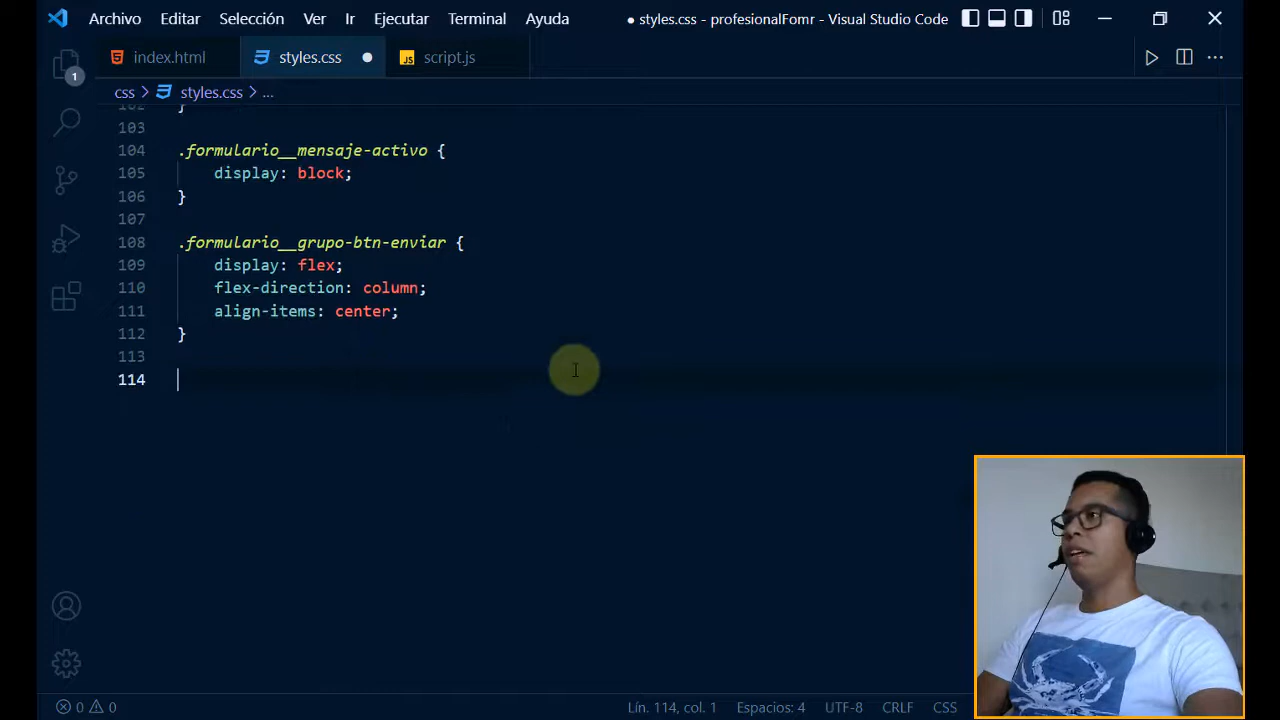 Archivo Editar Selección Ver Ir Ejecutar Terminal Ayuda ● styles.css - profesionalFomr - Visual Studio Code
index.html styles.css ● JS script.js
1
css > styles.css > ...
102 }
103
104 .formulario__mensaje-activo {
105 display: block;
106 }
107
108 .formulario__grupo-btn-enviar {
109 display: flex;
110 flex-direction: column;
111 align-items: center;
112 }
113
114
0 0 Lín. 114, col. 1 Espacios: 4 UTF-8 CRLF CSS